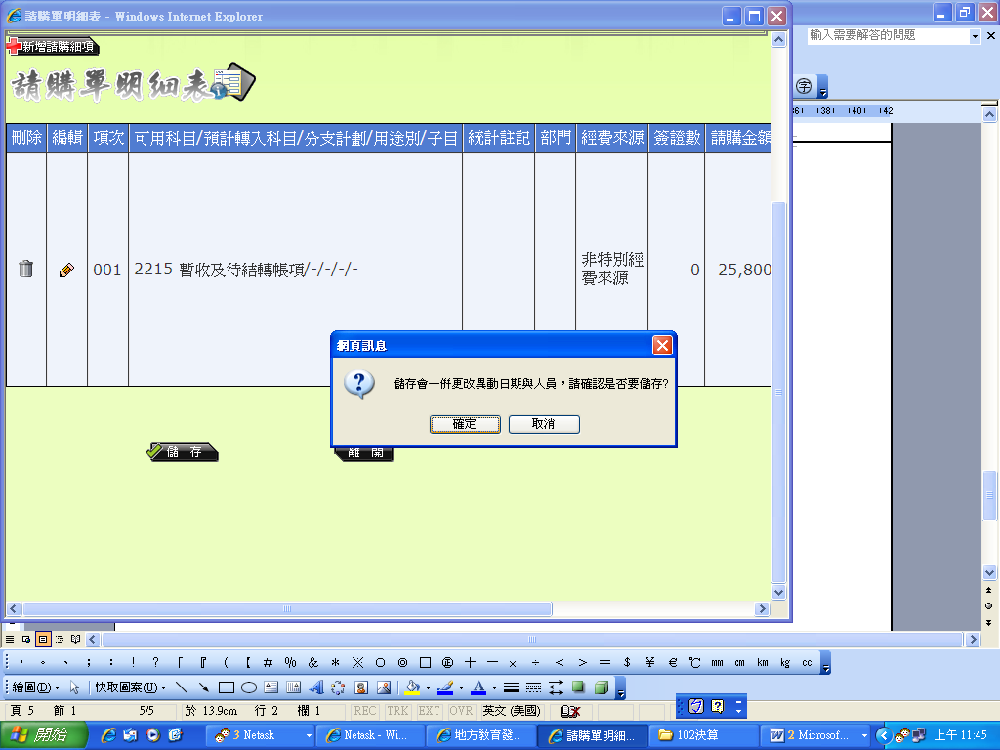 請購單明細表 - Windows Internet Explorer
輸入需要解答的問題
新增請購細項
請購單明細表
字
138 140 142
刪除 編輯 項次 可用科目/預計轉入科目/分支計劃/用途別/子目 統計註記 部門 經費來源 簽證數 請購金額
001 2215 暫收及待結轉帳項/-/-/-/- 非特別經費來源 0 25,800
網頁訊息
儲存會一併更改異動日期與人員，請確認是否要儲存?
確定 取消
儲 存 離 開
， 。 、 ； ： ！ ？ 「 『 （ 【 # % & * ※ ○ ◎ □ ㊣ ＋ － × ÷ ＜ ＞ ＝ $ ￥ € ℃ mm cm km kg cc
繪圖(D) 快取圖案(U) A
頁 5 節 1 5/5 於 13.9cm 行 2 欄 1 REC TRK EXT OVR 英文 (美國)
開始 3 Netask Netask - Wi... 地方教育發... 請購單明細... 102決算 2 Microsof... 上午 11:45